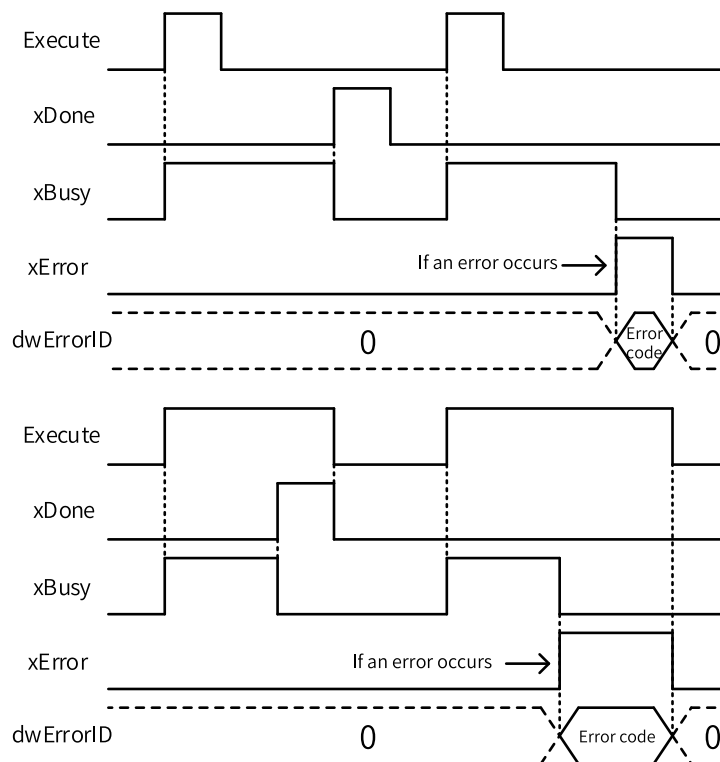 Execute
xDone
xBusy
xError
If an error occurs
dwErrorID
0
Error
code
0
Execute
xDone
xBusy
xError
If an error occurs
dwErrorID
0
Error code
0